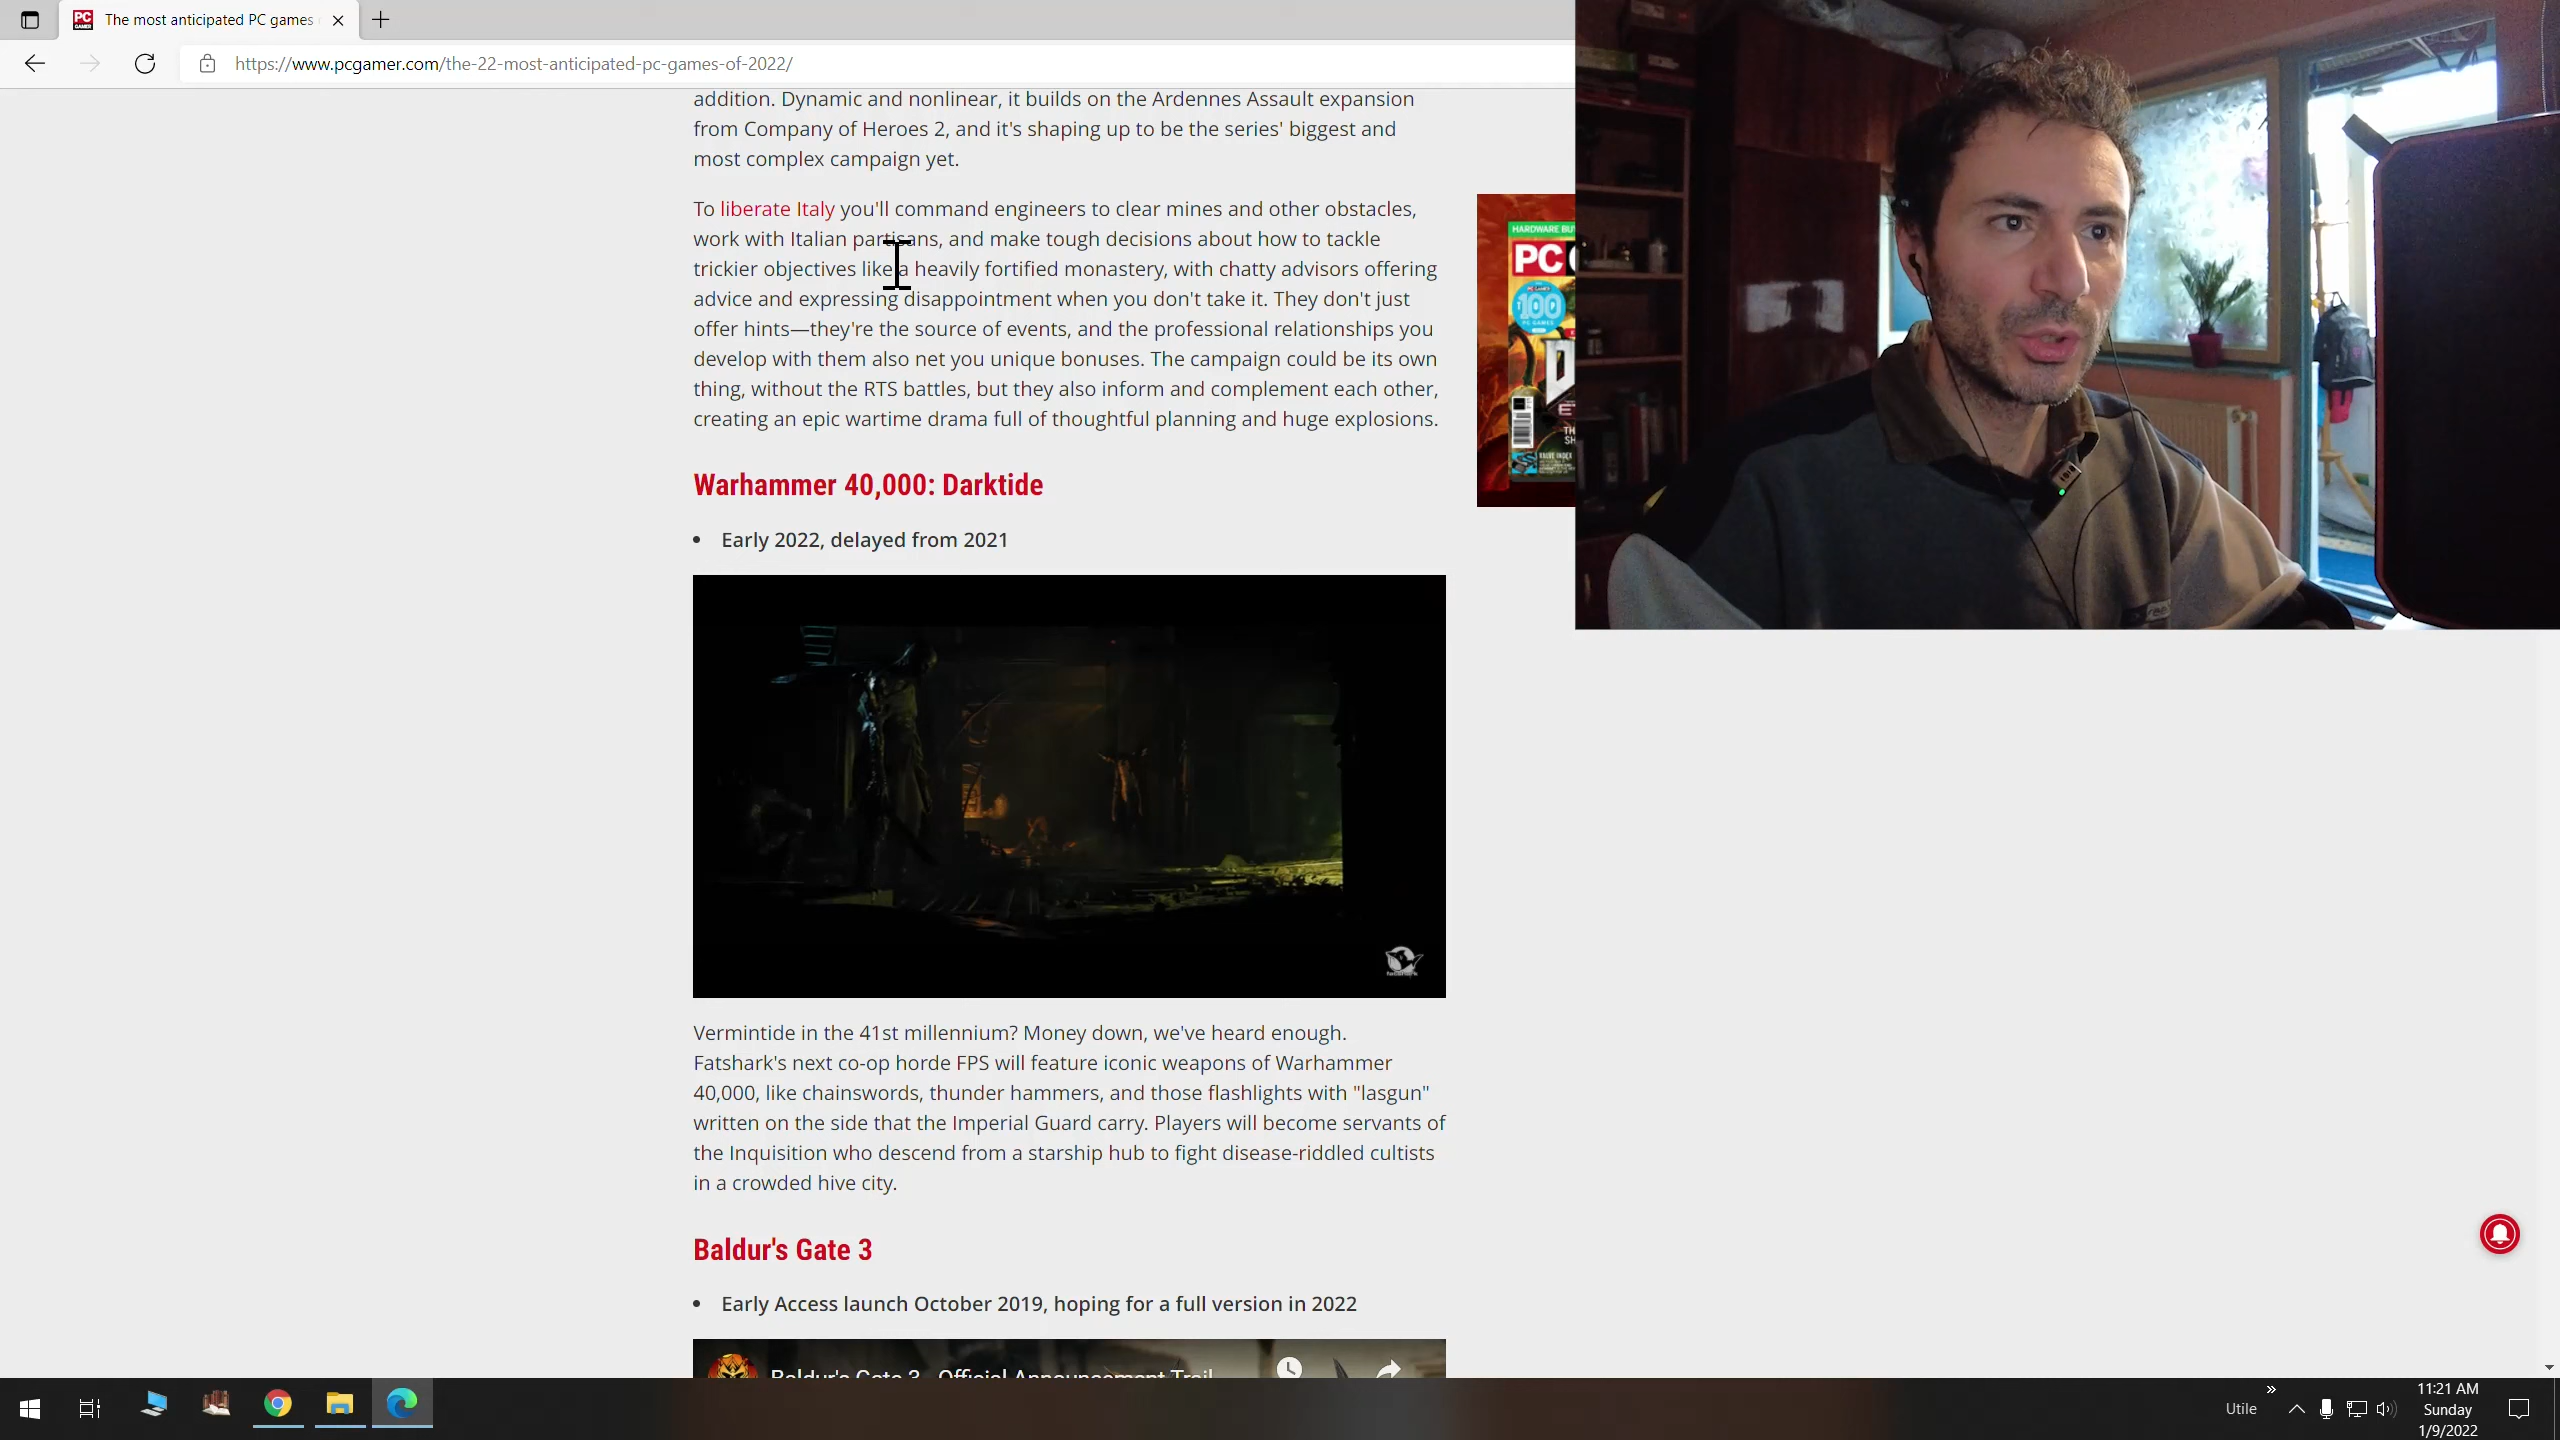 The most anticipated PC games
https://www.pcgamer.com/the-22-most-anticipated-pc-games-of-2022/
addition. Dynamic and nonlinear, it builds on the Ardennes Assault expansion
from Company of Heroes 2, and it's shaping up to be the series' biggest and
most complex campaign yet.
To liberate Italy you'll command engineers to clear mines and other obstacles,
work with Italian partisans, and make tough decisions about how to tackle
trickier objectives like a heavily fortified monastery, with chatty advisors offering
advice and expressing disappointment when you don't take it. They don't just
offer hints—they're the source of events, and the professional relationships you
develop with them also net you unique bonuses. The campaign could be its own
thing, without the RTS battles, but they also inform and complement each other,
creating an epic wartime drama full of thoughtful planning and huge explosions.
HARDWARE BU
PC
100
PC GAMES
Warhammer 40,000: Darktide
• Early 2022, delayed from 2021
Vermintide in the 41st millennium? Money down, we've heard enough.
Fatshark's next co-op horde FPS will feature iconic weapons of Warhammer
40,000, like chainswords, thunder hammers, and those flashlights with "lasgun"
written on the side that the Imperial Guard carry. Players will become servants of
the Inquisition who descend from a starship hub to fight disease-riddled cultists
in a crowded hive city.
Baldur's Gate 3
• Early Access launch October 2019, hoping for a full version in 2022
Baldur's Gate 3 - Official Announcement Trail
Utile
11:21 AM
Sunday
1/9/2022